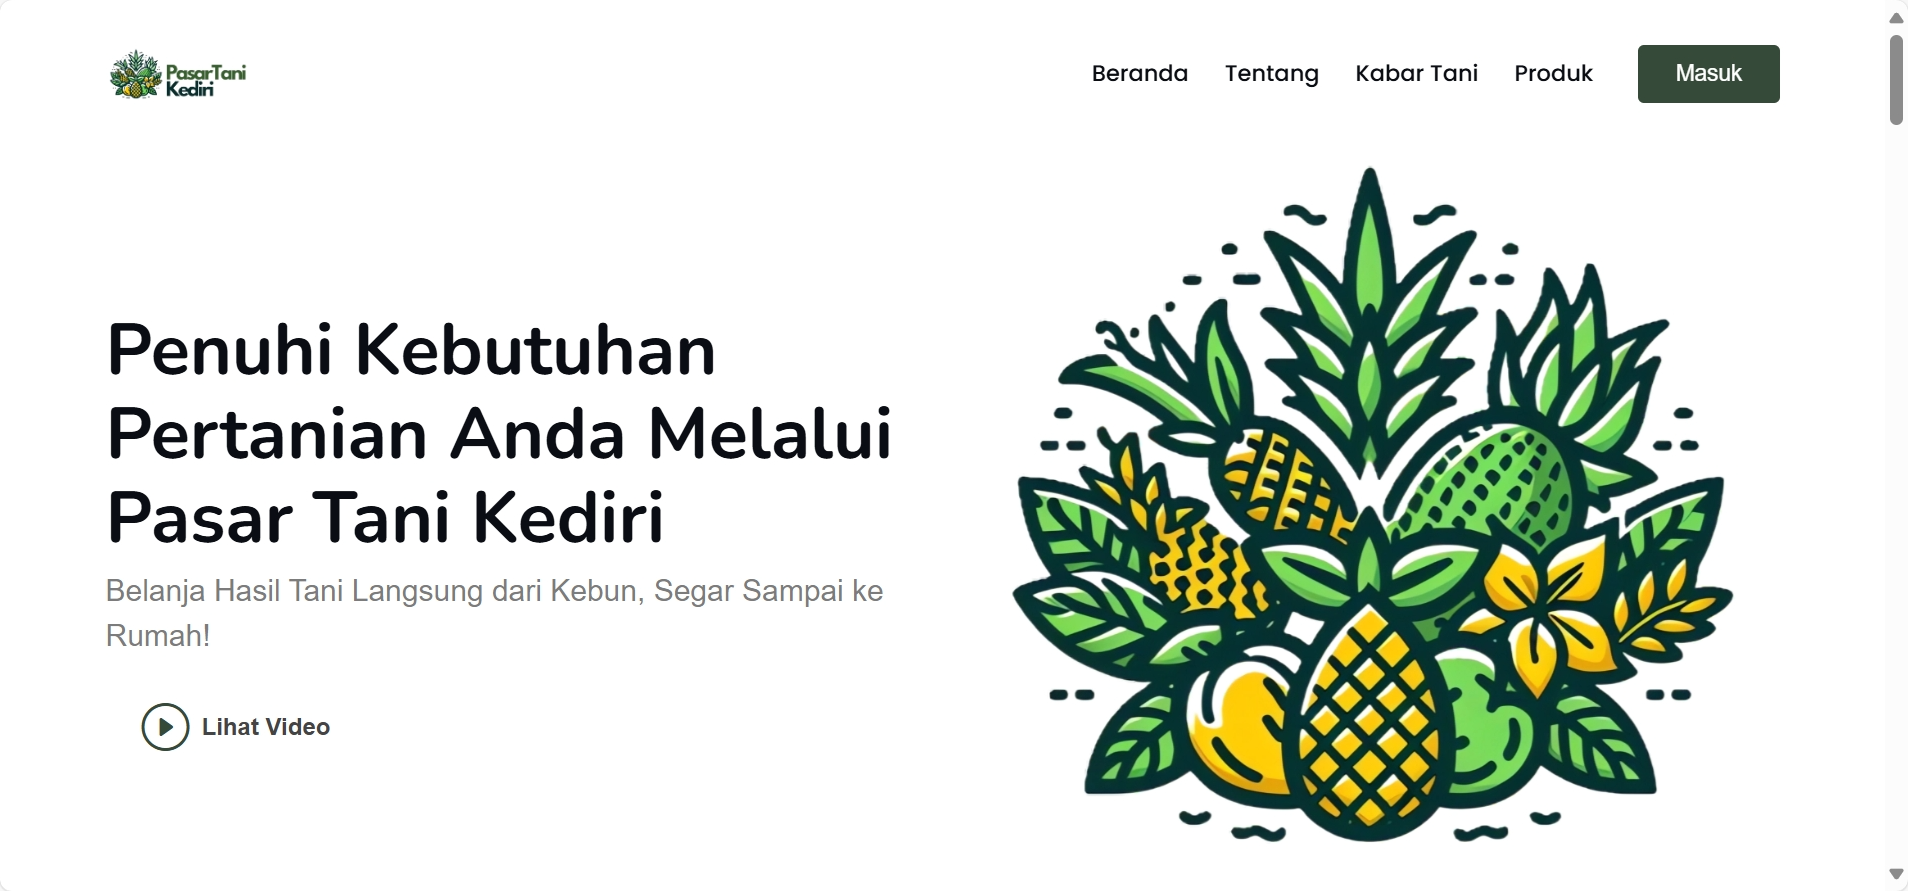 PasarTani
Kediri
Beranda
Tentang
Kabar Tani
Produk
Masuk
Penuhi Kebutuhan
Pertanian Anda Melalui
Pasar Tani Kediri
Belanja Hasil Tani Langsung dari Kebun, Segar Sampai ke
Rumah!
Lihat Video